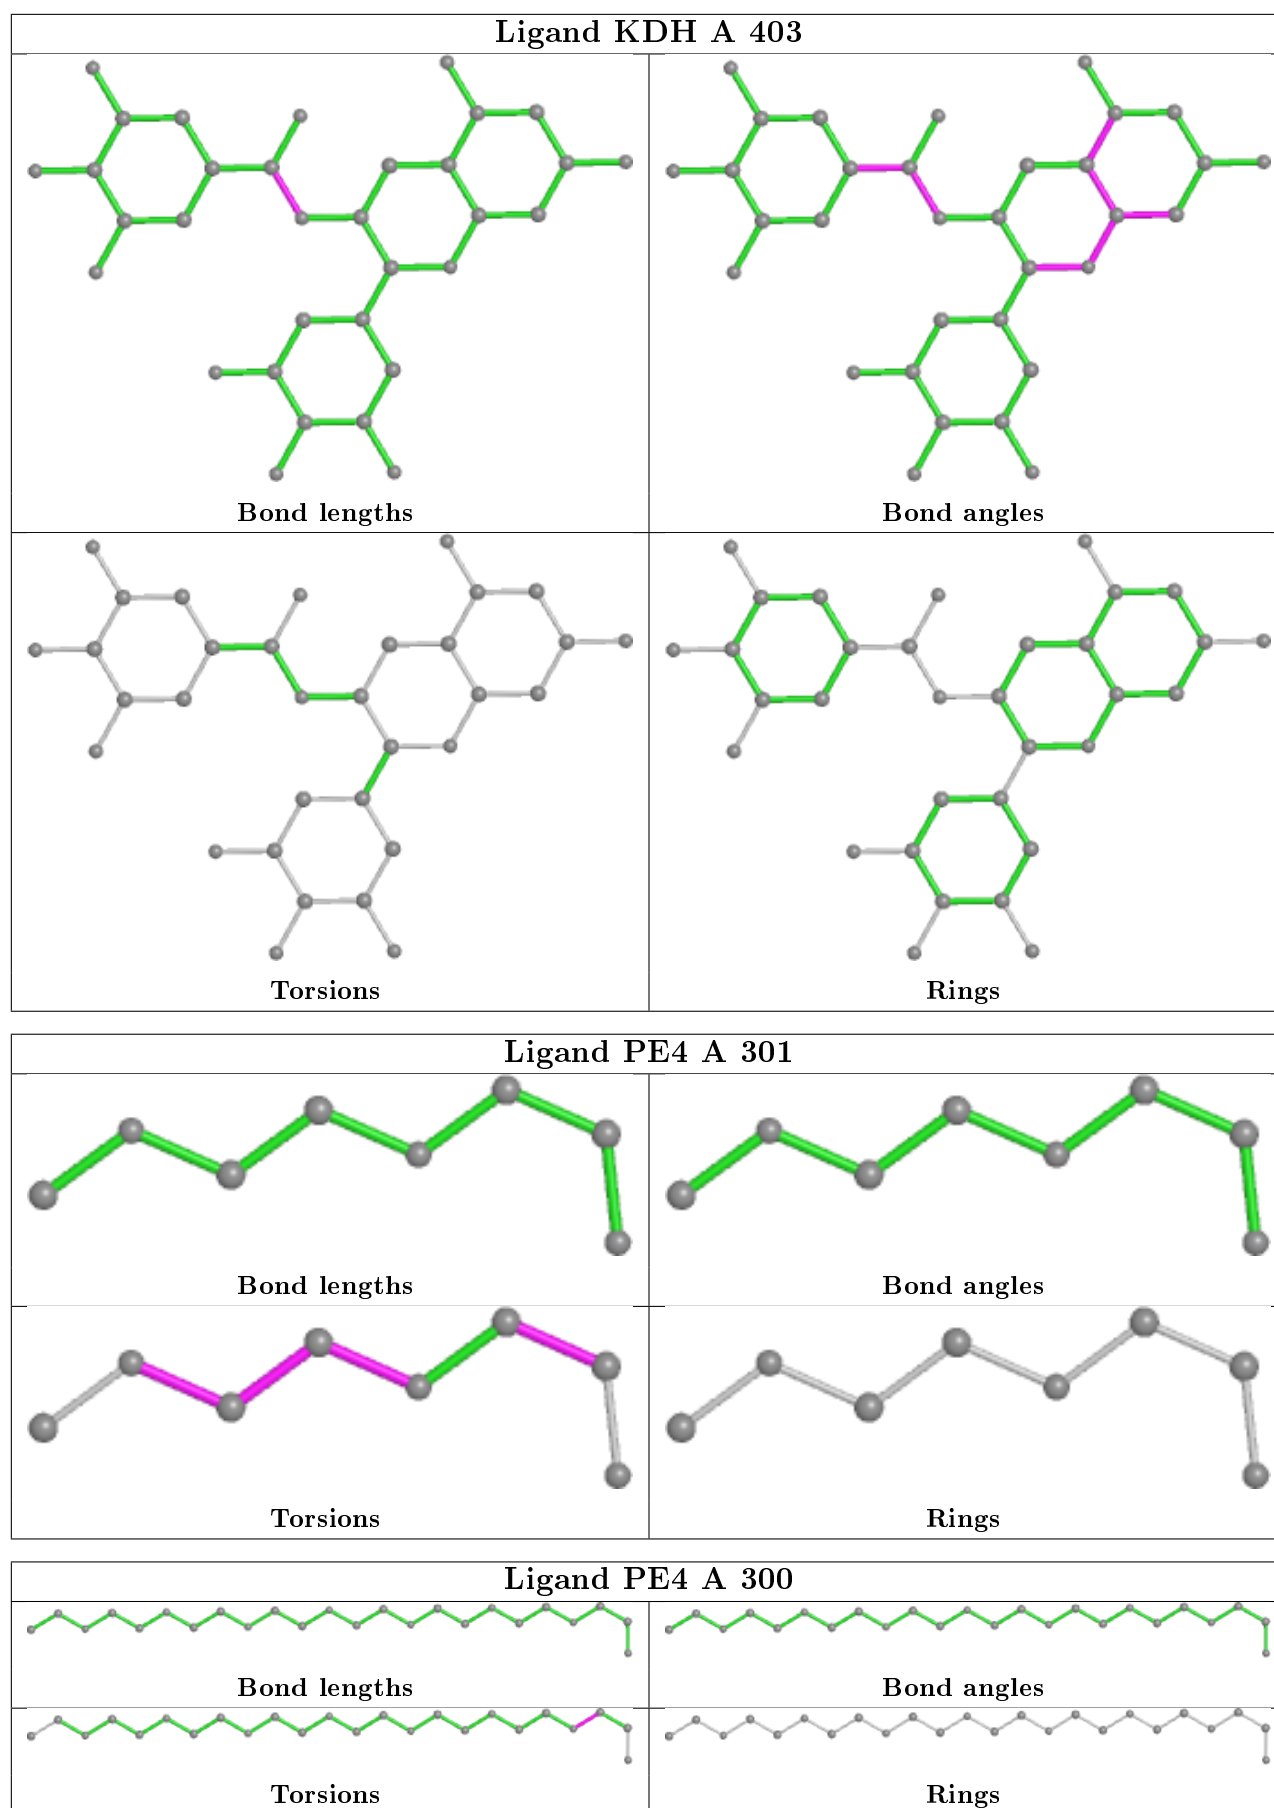 Ligand KDH A 403
Bond lengths
Bond angles
Torsions
Rings
Ligand PE4 A 301
Bond lengths
Bond angles
Torsions
Rings
Ligand PE4 A 300
Bond lengths
Bond angles
Torsions
Rings